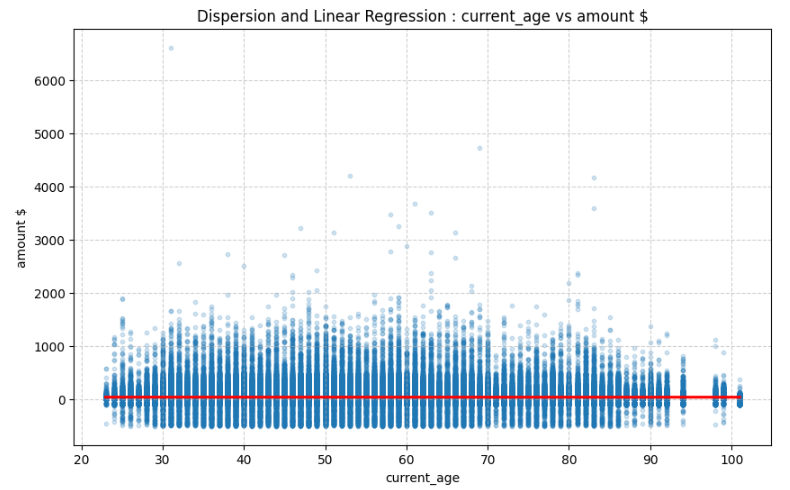 Dispersion and Linear Regression : current_age vs amount $
amount $
6000
5000
4000
3000
2000
1000
0
20 30 40 50 60 70 80 90 100
current_age